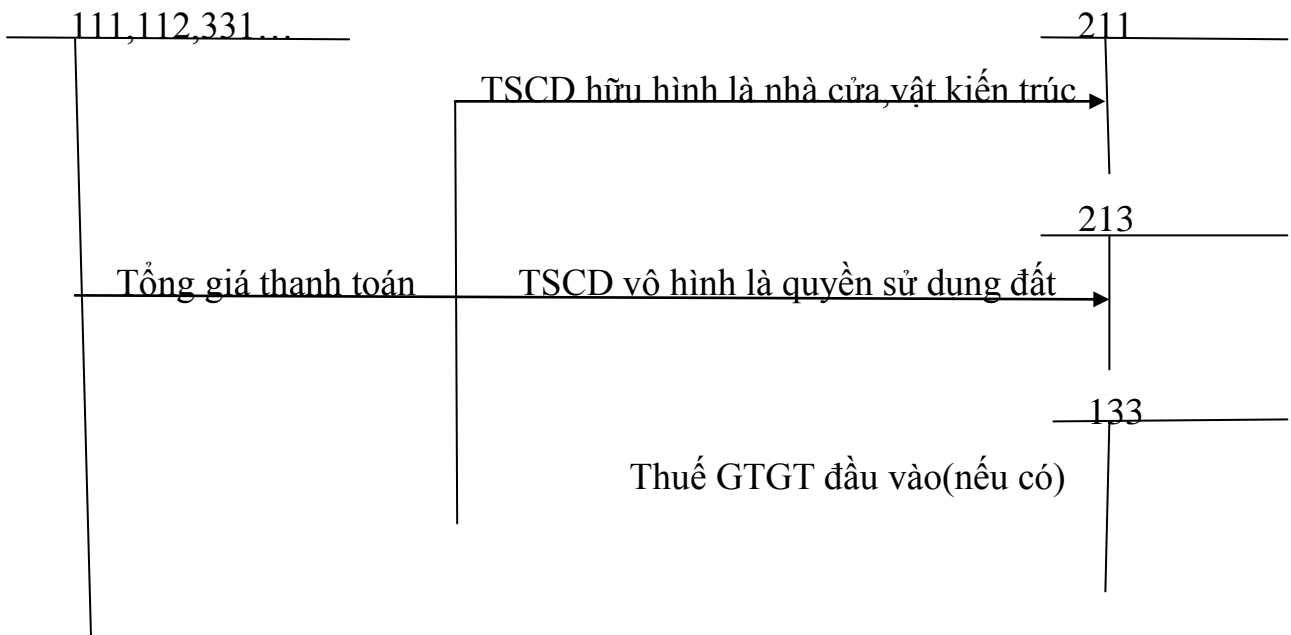 111,112,331…
211
TSCD hữu hình là nhà cửa,vật kiến trúc
213
Tổng giá thanh toán
TSCD vô hình là quyền sử dụng đất
133
Thuế GTGT đầu vào(nếu có)